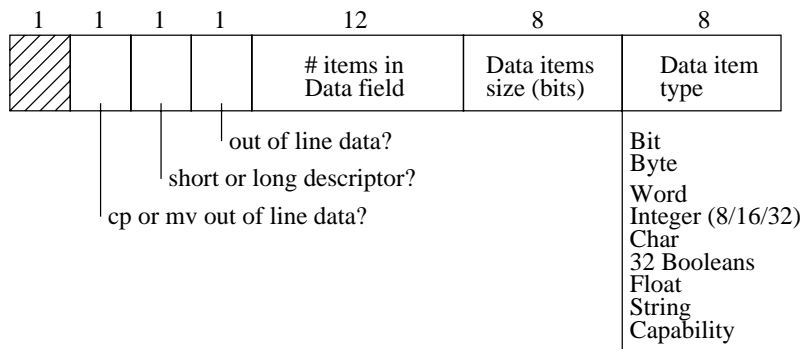 1 1 1 1 12 8 8
# items in
Data field
Data items
size (bits)
Data item
type
out of line data?
short or long descriptor?
cp or mv out of line data?
Bit
Byte
Word
Integer (8/16/32)
Char
32 Booleans
Float
String
Capability